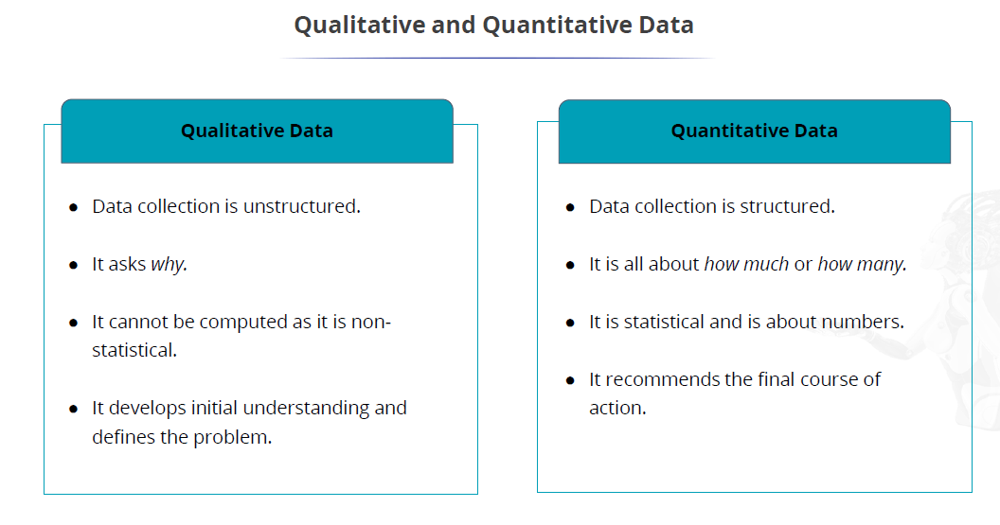 Qualitative and Quantitative Data
Qualitative Data
● Data collection is unstructured.
● It asks why.
● It cannot be computed as it is non-
statistical.
● It develops initial understanding and
defines the problem.
Quantitative Data
● Data collection is structured.
● It is all about how much or how many.
● It is statistical and is about numbers.
● It recommends the final course of
action.